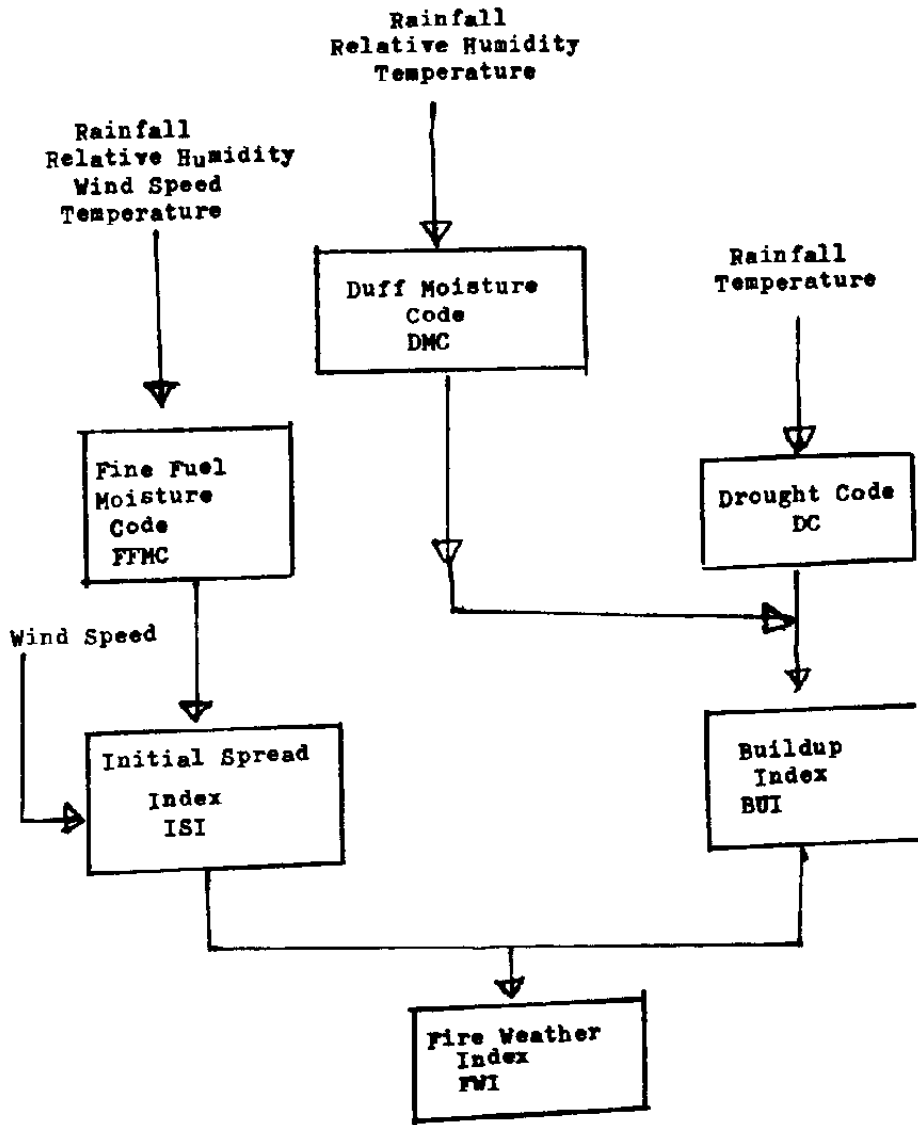 Rainfall
Relative Humidity
Temperature
Rainfall
Relative Humidity
Wind Speed
Temperature
Duff Moisture
Code
DMC
Rainfall
Temperature
Fine Fuel
Moisture
Code
FFMC
Drought Code
DC
Wind Speed
Initial Spread
Index
ISI
Buildup
Index
BUI
Fire Weather
Index
FWI